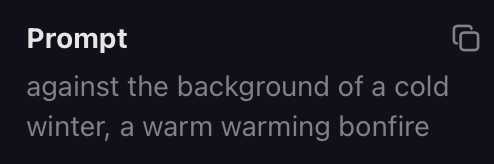 Prompt
against the background of a cold
winter, a warm warming bonfire